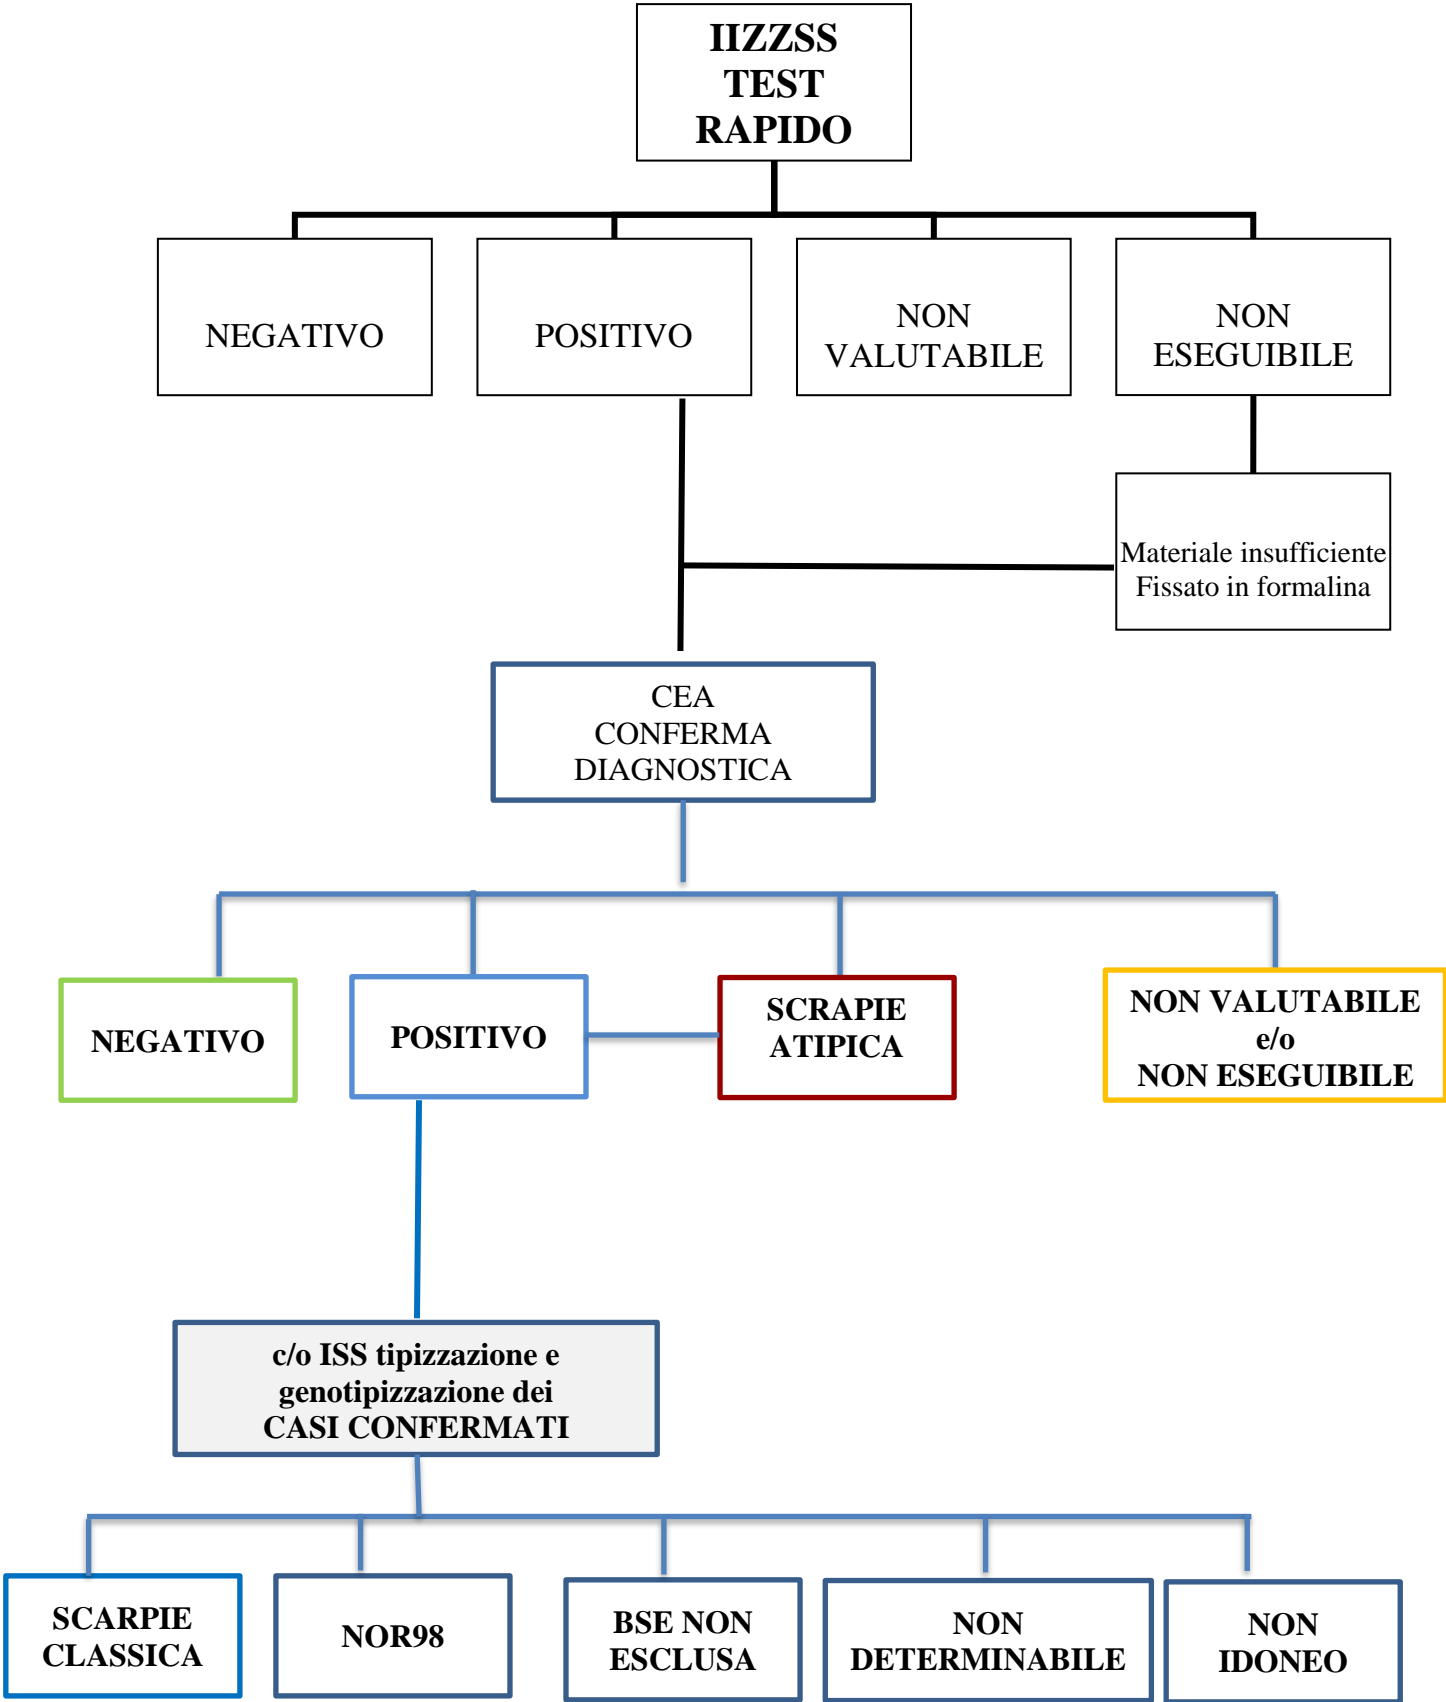 IIZZSS
TEST
RAPIDO
NEGATIVO
POSITIVO
NON
VALUTABILE
NON
ESEGUIBILE
Materiale insufficiente
Fissato in formalina
CEA
CONFERMA
DIAGNOSTICA
NEGATIVO
POSITIVO
SCRAPIE
ATIPICA
NON VALUTABILE
e/o
NON ESEGUIBILE
c/o ISS tipizzazione e
genotipizzazione dei
CASI CONFERMATI
SCARPIE
CLASSICA
NOR98
BSE NON
ESCLUSA
NON
DETERMINABILE
NON
IDONEO